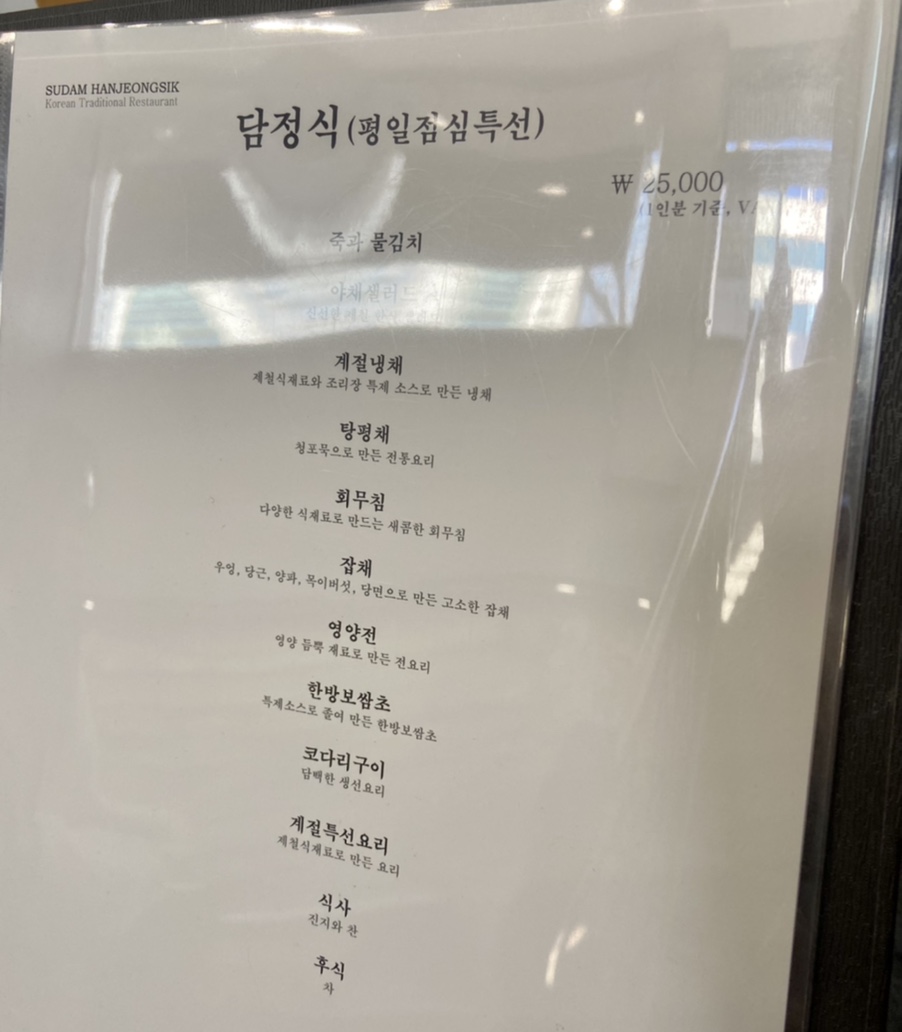 SUDAM HANJEONGSIK
Korean Traditional Restaurant
담정식 (평일점심특선)
₩ 25,000
(1인분 기준,
죽과 물김치
야채샐러드
계절냉채
제철식재료와 조리장 특제 소스로 만든 냉채
탕평채
청포묵으로 만든 전통요리
회무침
다양한 식재료로 만드는 새콤한 회무침
잡채
우엉, 당근, 양파, 목이버섯, 당면으로 만든 고소한 잡채
영양전
영양 듬뿍 재료로 만든 전요리
한방보쌈초
특제소스로 졸여 만든 한방보쌈초
코다리구이
담백한 생선요리
계절특선요리
제철식재료로 만든 요리
식사
진지와 찬
후식
차